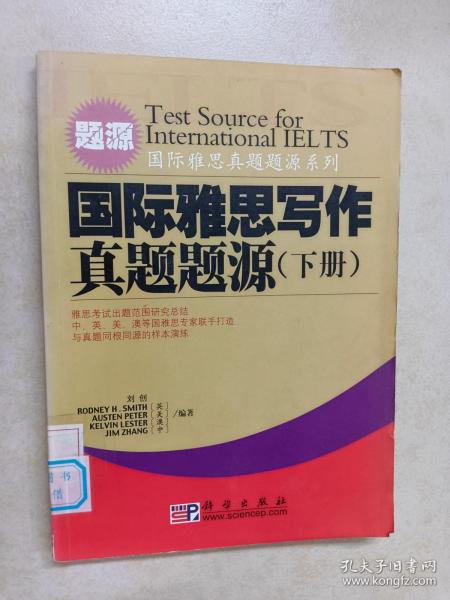 IELTS
题源
Test Source for
International IELTS
国际雅思真题题源系列
国际雅思写作
真题题源(下册)
雅思考试出题范围研究总结
中、英、美、澳等国雅思专家联手打造
与真题同根同源的样本演练
刘创
RODNEY H. SMITH [英]
AUSTEN PETER [美]
KELVIN LESTER [澳]
JIM ZHANG [中]
/编著
图书
借
SP
科学出版社
www.sciencep.com
孔夫子旧书网
www.kongfz.com